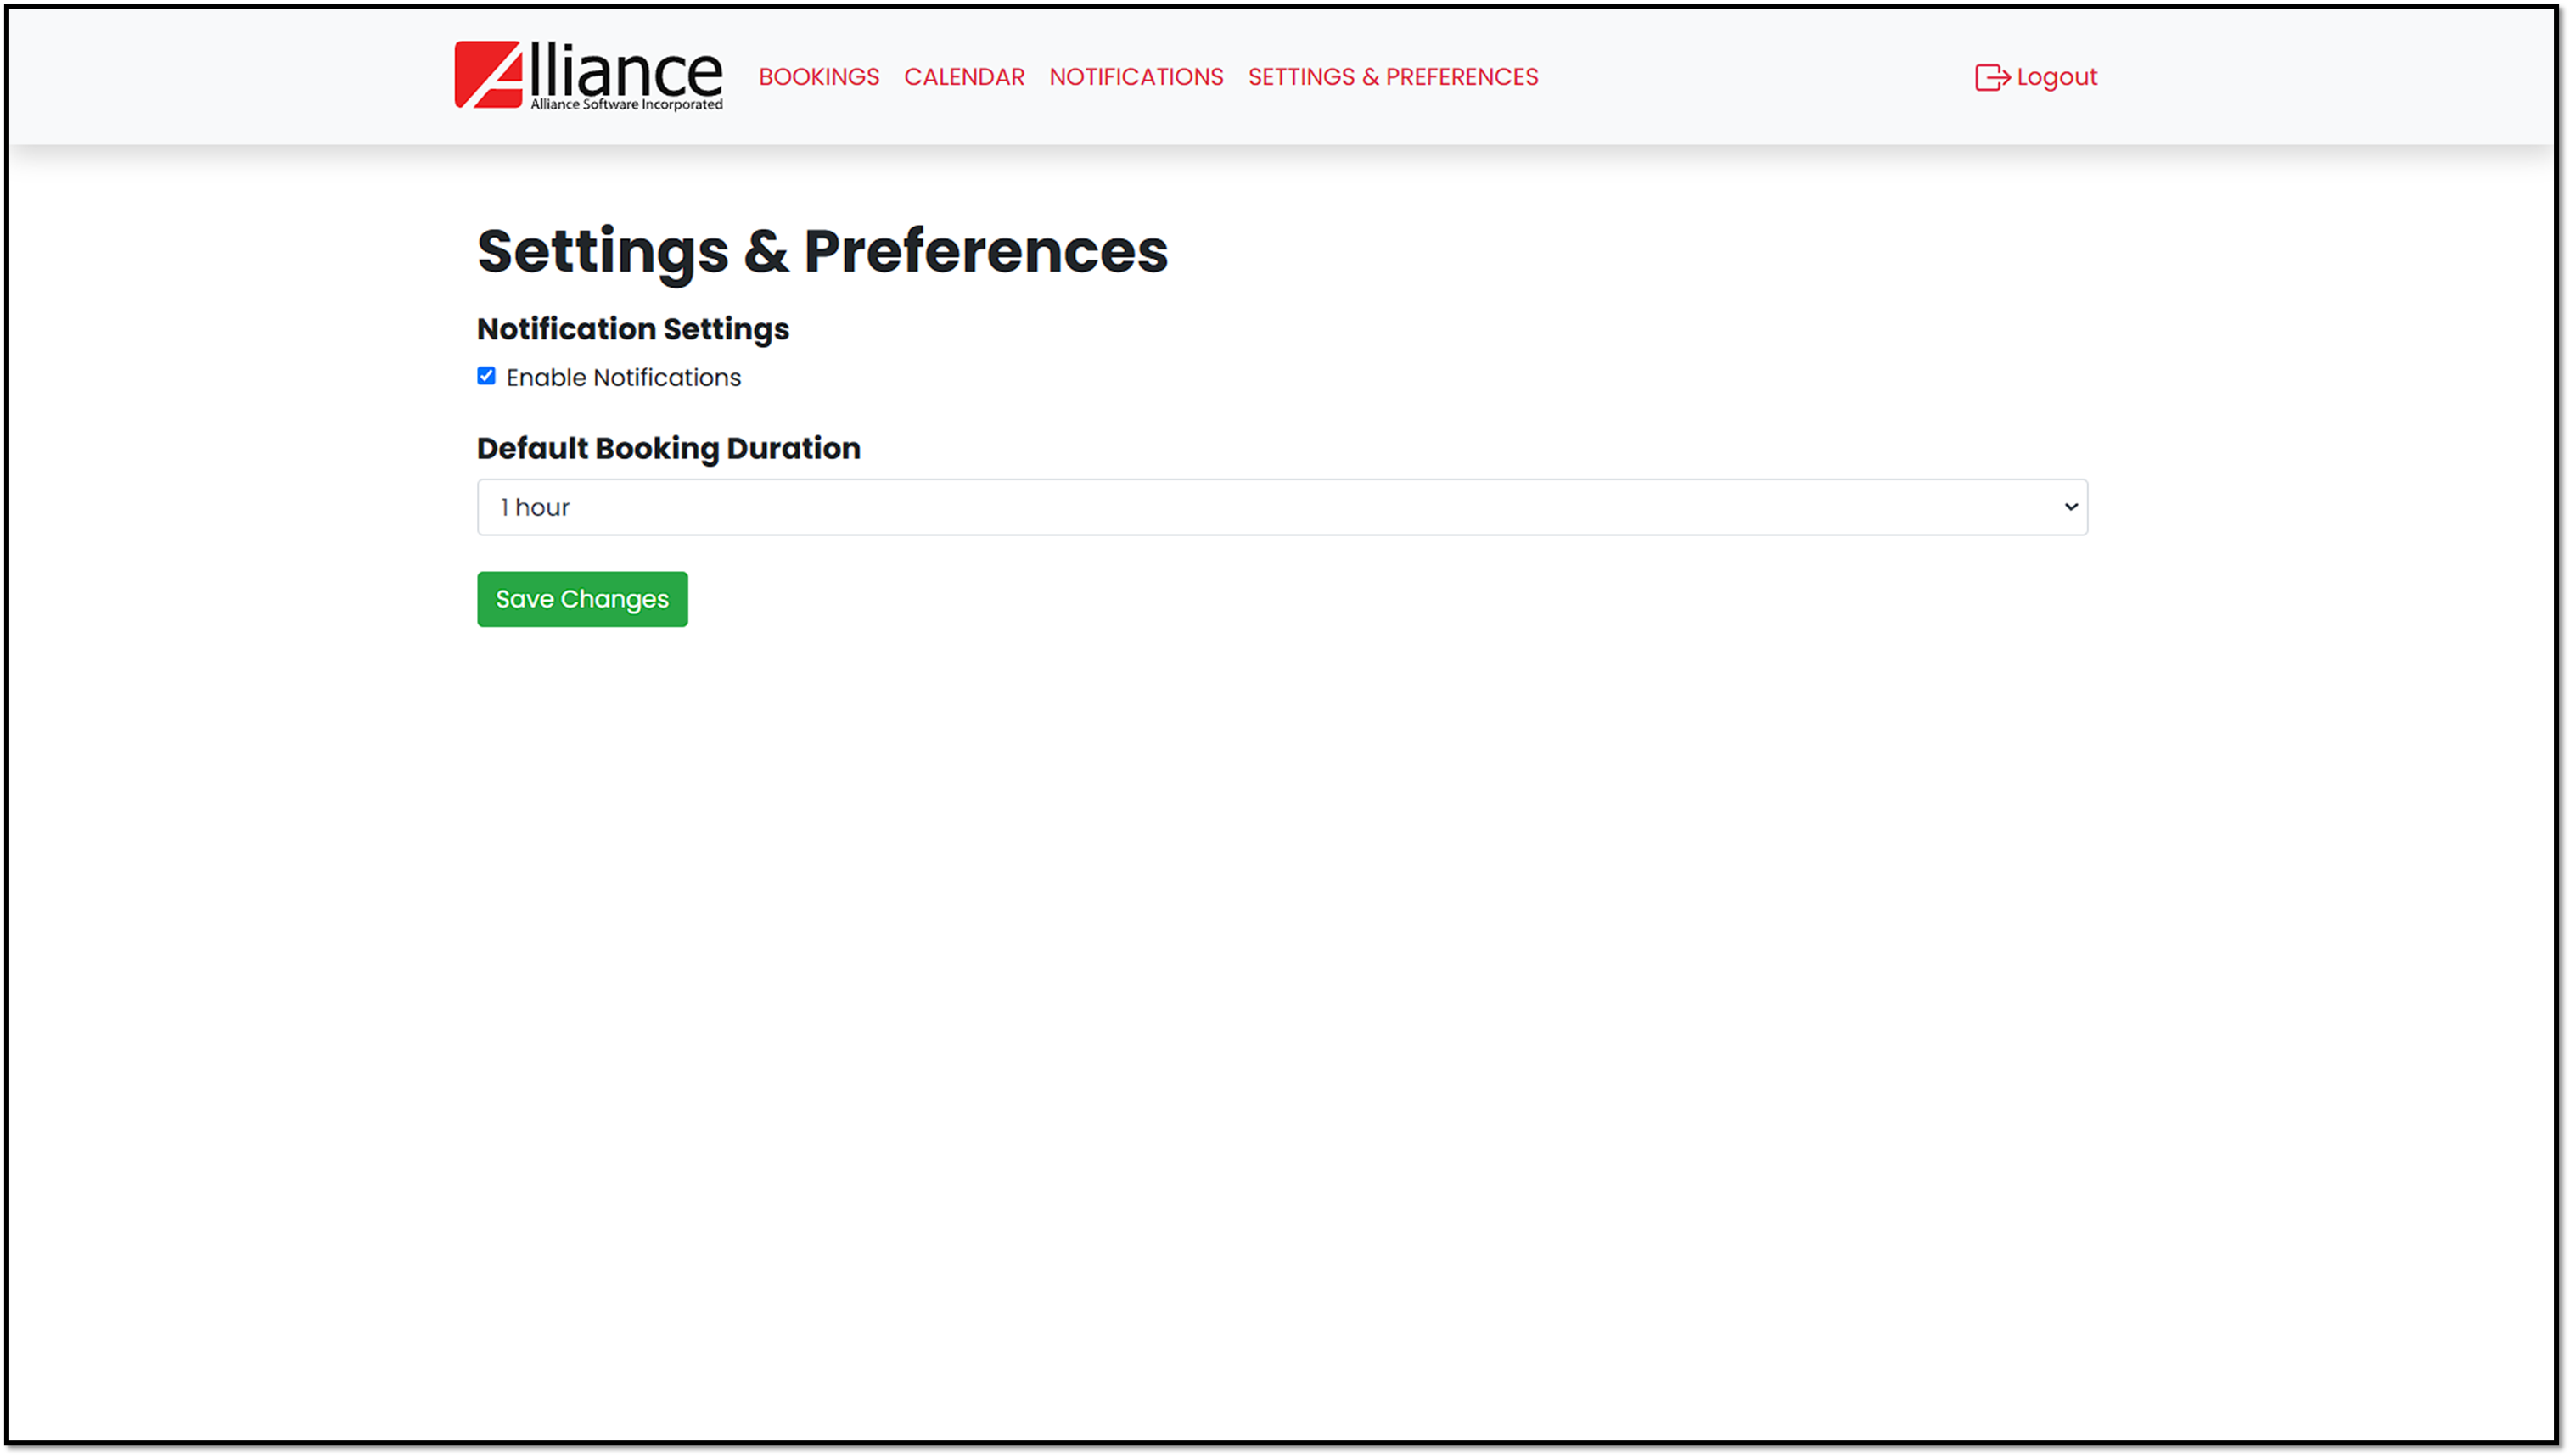 Alliance
Alliance Software Incorporated
BOOKINGS CALENDAR NOTIFICATIONS SETTINGS & PREFERENCES Logout
Settings & Preferences
Notification Settings
Enable Notifications
Default Booking Duration
1 hour
Save Changes